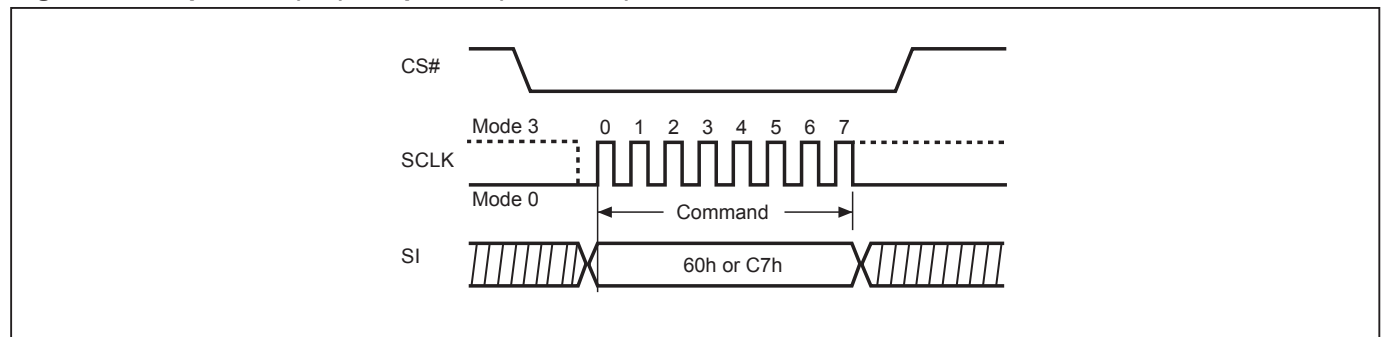 CS#
Mode 3 0 1 2 3 4 5 6 7
SCLK
Mode 0
Command
SI
60h or C7h